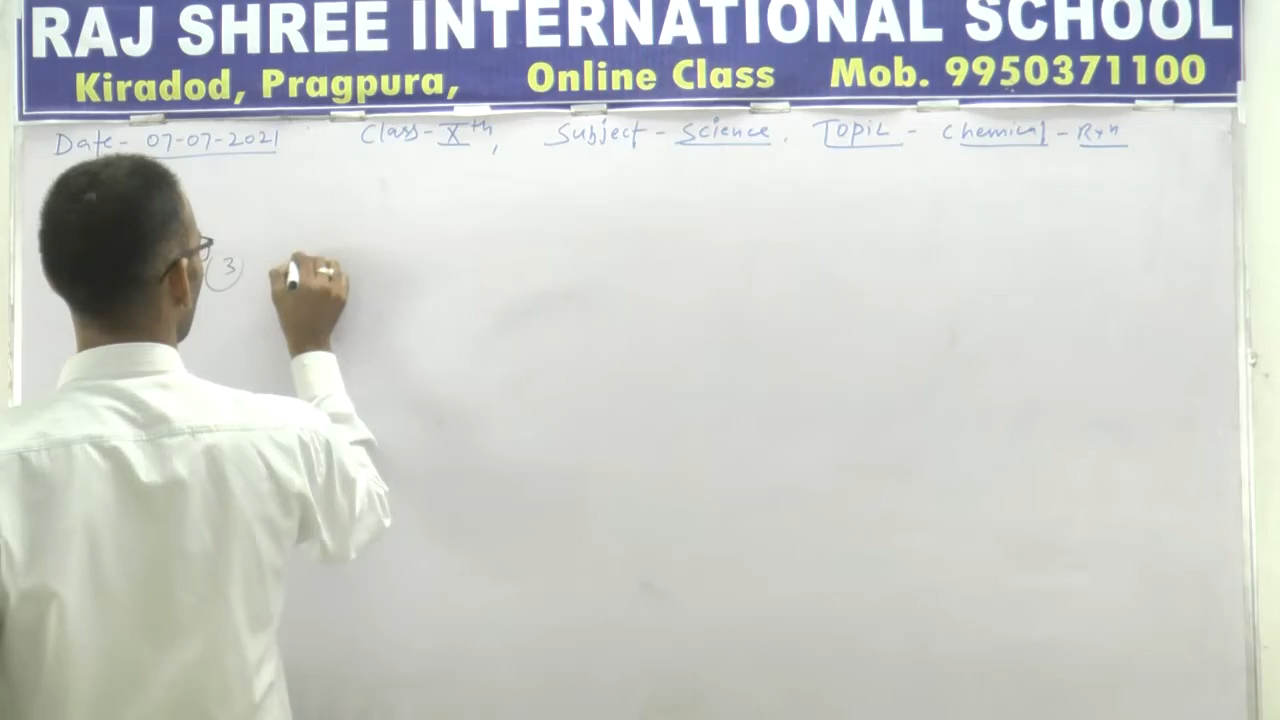 RAJ SHREE INTERNATIONAL SCHOOL
Kiradod, Pragpura, Online Class Mob. 9950371100
Date - 07-07-2021 Class - Xth, Subject - Science. Topic - Chemical - Rxn
3